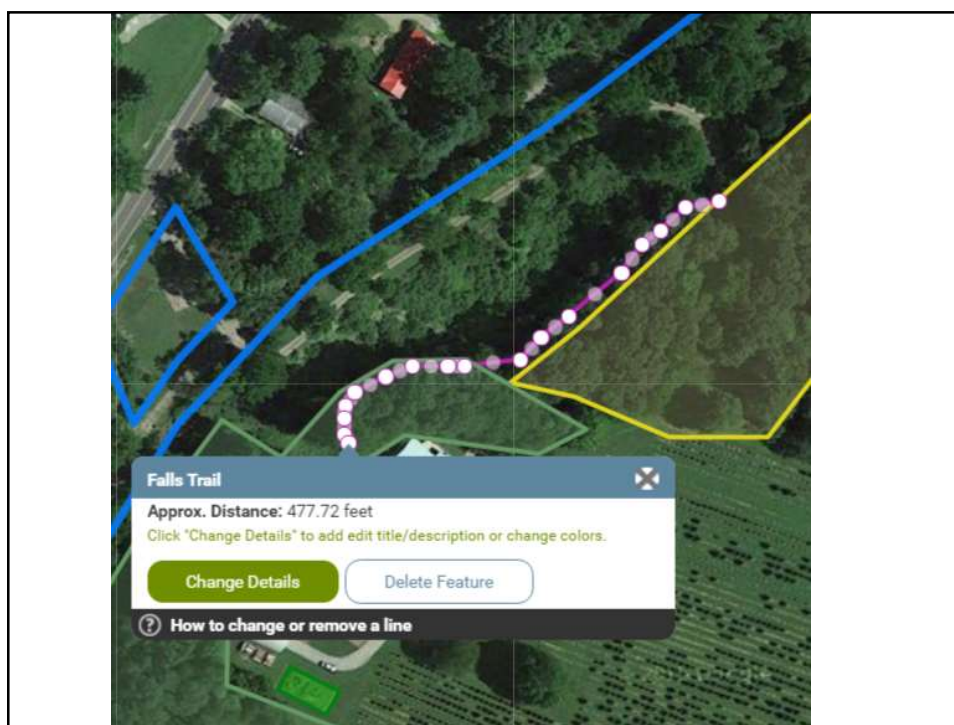 Falls Trail
Approx. Distance: 477.72 feet
Click "Change Details" to add edit title/description or change colors.
Change Details
Delete Feature
? How to change or remove a line